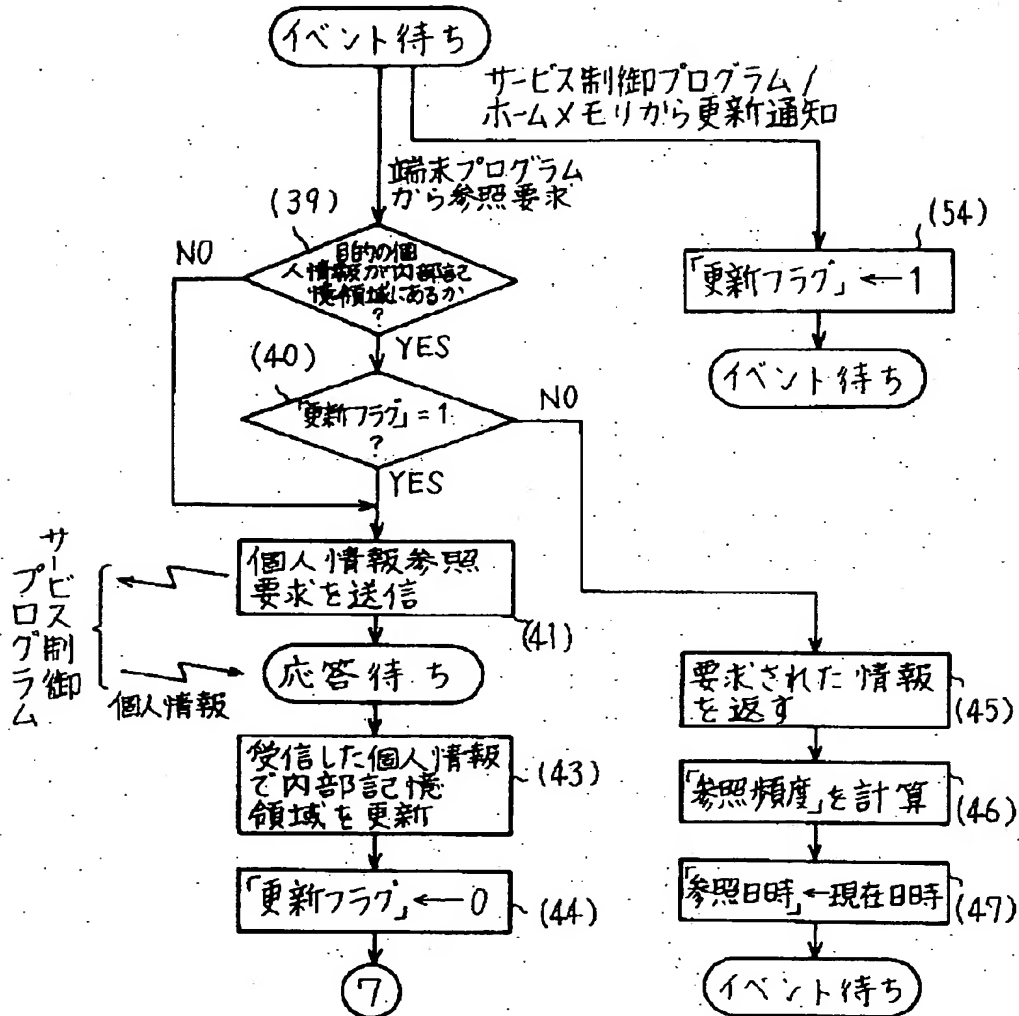 イベント待ち
サービス制御プログラム/
ホームメモリから更新通知
端末プログラム
から参照要求
(39)
NO
目的の個
人情報が内部記
憶領域にあるか
?
YES
(54)
「更新フラグ」←1
イベント待ち
(40)
「更新フラグ」=1
?
NO
YES
サービス制御
プログラム
個人情報参照
要求を送信
(41)
応答待ち
個人情報
受信した個人情報
で内部記憶
領域を更新
(43)
「更新フラグ」←0
(44)
7
要求された情報
を返す
(45)
「参照頻度」を計算
(46)
「参照日時」←現在日時
(47)
イベント待ち